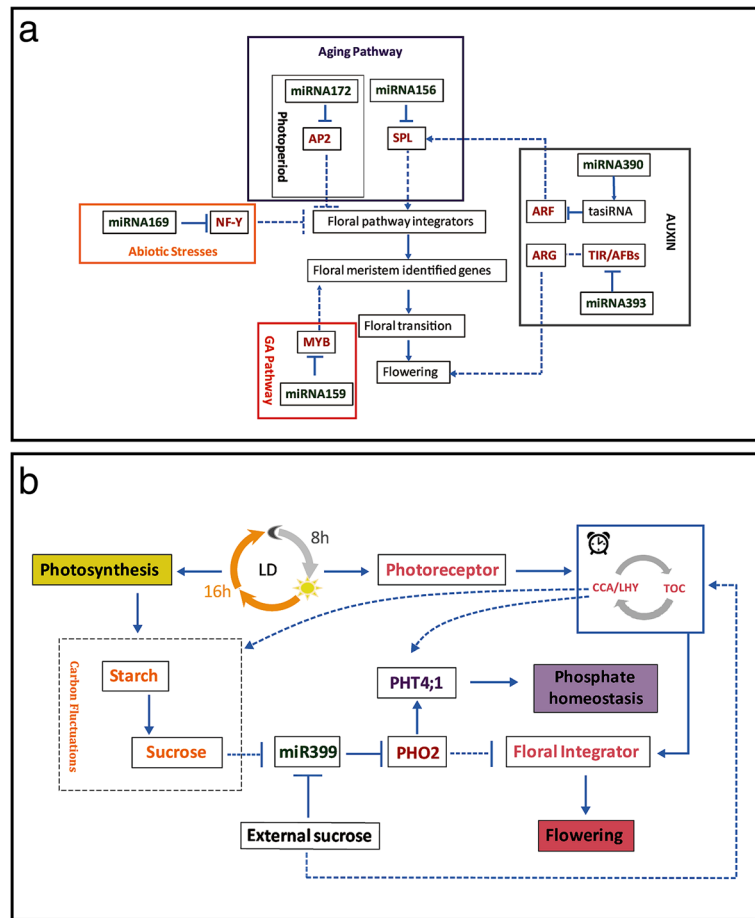 a
Aging Pathway
miRNA172
miRNA156
Photoperiod
AP2
SPL
miRNA390
ARF
tasiRNA
AUXIN
miRNA169
NF-Y
Abiotic Stresses
Floral pathway integrators
ARG
TIR/AFBs
miRNA393
Floral meristem identified genes
GA Pathway
MYB
miRNA159
Floral transition
Flowering
b
Photosynthesis
16h
LD
8h
Photoreceptor
CCA/LHY
TOC
Carbon Fluctuations
Starch
Sucrose
PHT4;1
Phosphate
homeostasis
miR399
PHO2
Floral Integrator
External sucrose
Flowering